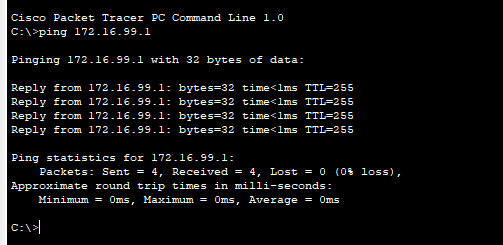 Cisco Packet Tracer PC Command Line 1.0
C:\>ping 172.16.99.1
Pinging 172.16.99.1 with 32 bytes of data:
Reply from 172.16.99.1: bytes=32 time<1ms TTL=255
Reply from 172.16.99.1: bytes=32 time<1ms TTL=255
Reply from 172.16.99.1: bytes=32 time<1ms TTL=255
Reply from 172.16.99.1: bytes=32 time<1ms TTL=255
Ping statistics for 172.16.99.1:
Packets: Sent = 4, Received = 4, Lost = 0 (0% loss),
Approximate round trip times in milli-seconds:
Minimum = 0ms, Maximum = 0ms, Average = 0ms
C:\>